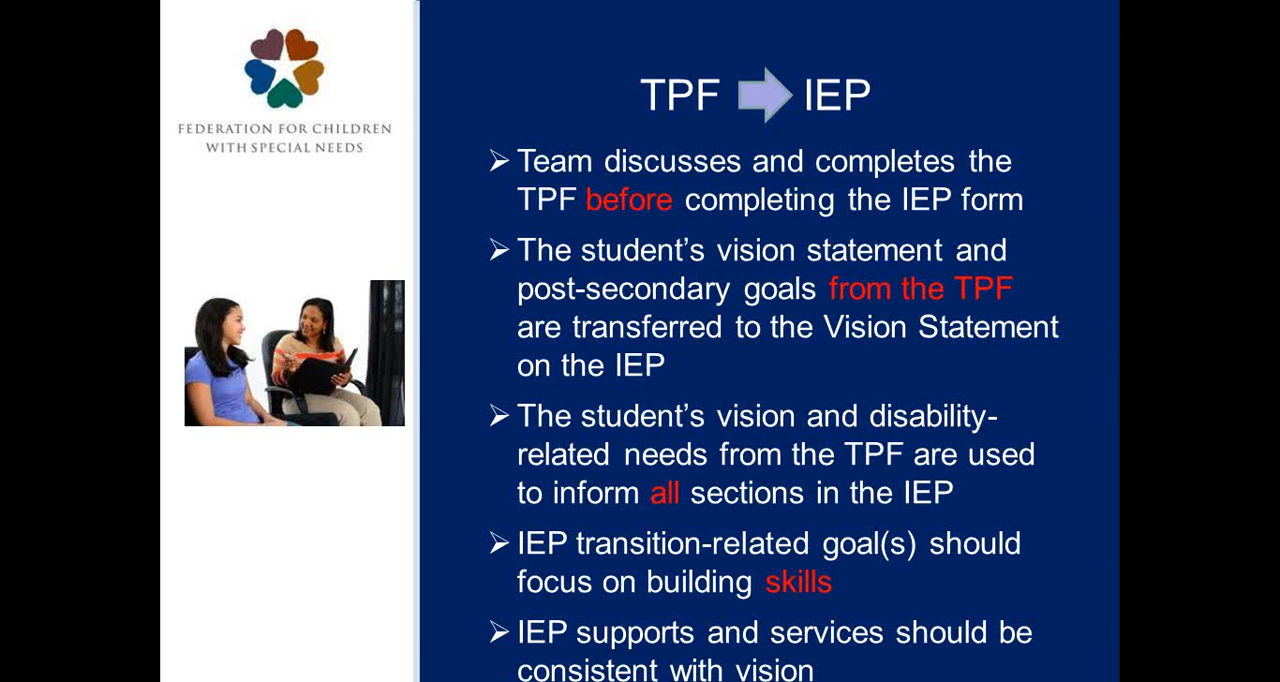 FEDERATION FOR CHILDREN
WITH SPECIAL NEEDS
TPF IEP
Team discusses and completes the
TPF before completing the IEP form
The student’s vision statement and
post-secondary goals from the TPF
are transferred to the Vision Statement
on the IEP
The student’s vision and disability-
related needs from the TPF are used
to inform all sections in the IEP
IEP transition-related goal(s) should
focus on building skills
IEP supports and services should be
consistent with vision